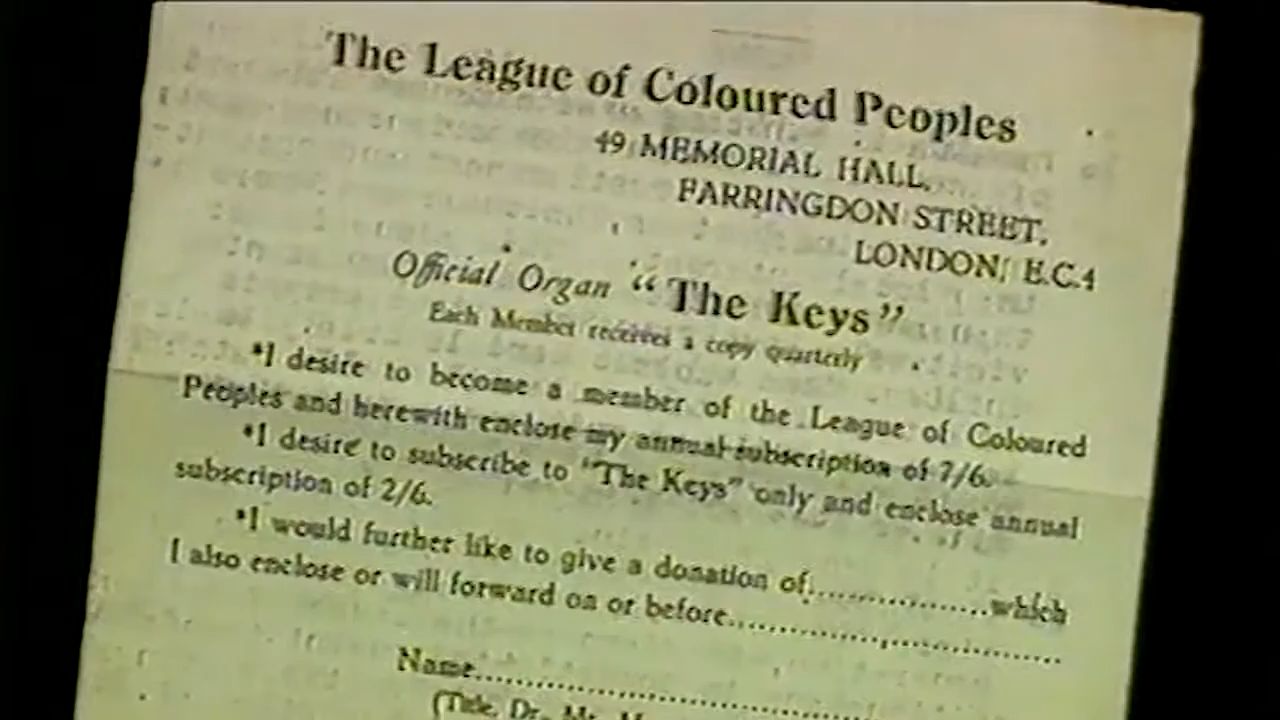 The League of Coloured Peoples
49 MEMORIAL HALL,
FARRINGDON STREET,
LONDON, E.C.4
Official Organ “The Keys”
Each Member receives a copy quarterly
*I desire to become a member of the League of Coloured
Peoples and herewith enclose my annual subscription of 7/6.
*I desire to subscribe to “The Keys” only and enclose annual
subscription of 2/6.
*I would further like to give a donation of..................which
I also enclose or will forward on or before..............................
Name..............................
(Title, Dr., Mr.,